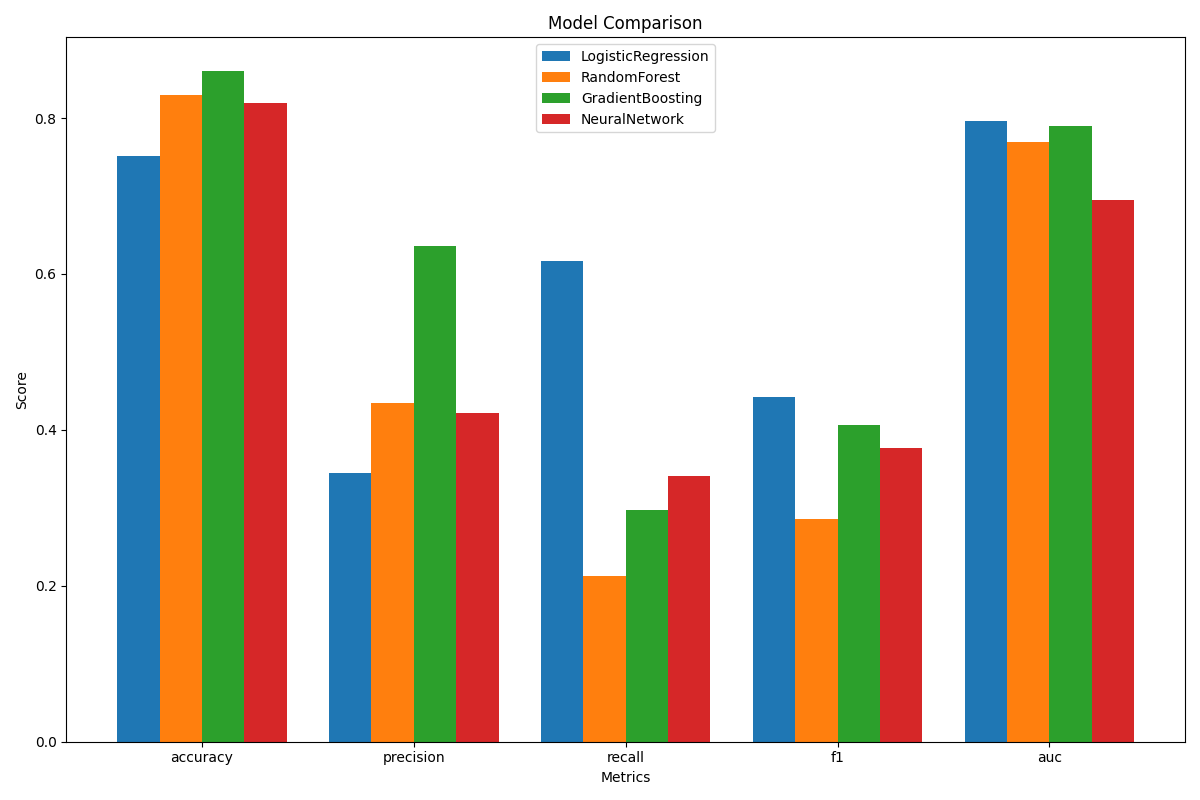 Model Comparison
LogisticRegression
RandomForest
GradientBoosting
NeuralNetwork
Score
0.8
0.6
0.4
0.2
0.0
accuracy precision recall f1 auc
Metrics